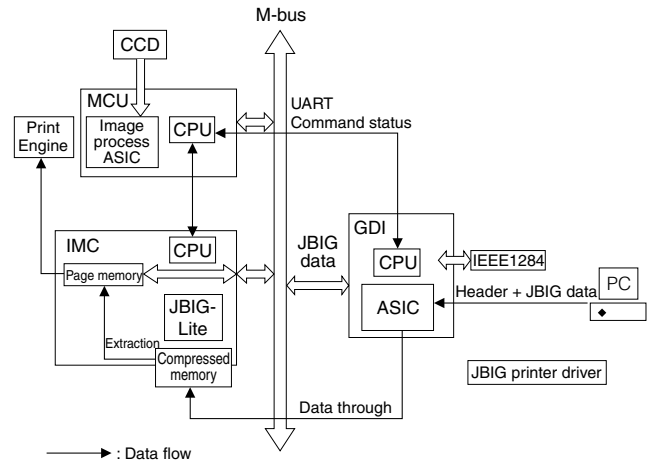 M-bus
CCD
MCU
Image
process
ASIC
CPU
Print
Engine
UART
Command status
IMC
CPU
Page memory
JBIG-
Lite
Extraction
Compressed
memory
JBIG
data
GDI
CPU
IEEE1284
ASIC
Header + JBIG data
PC
JBIG printer driver
Data through
: Data flow